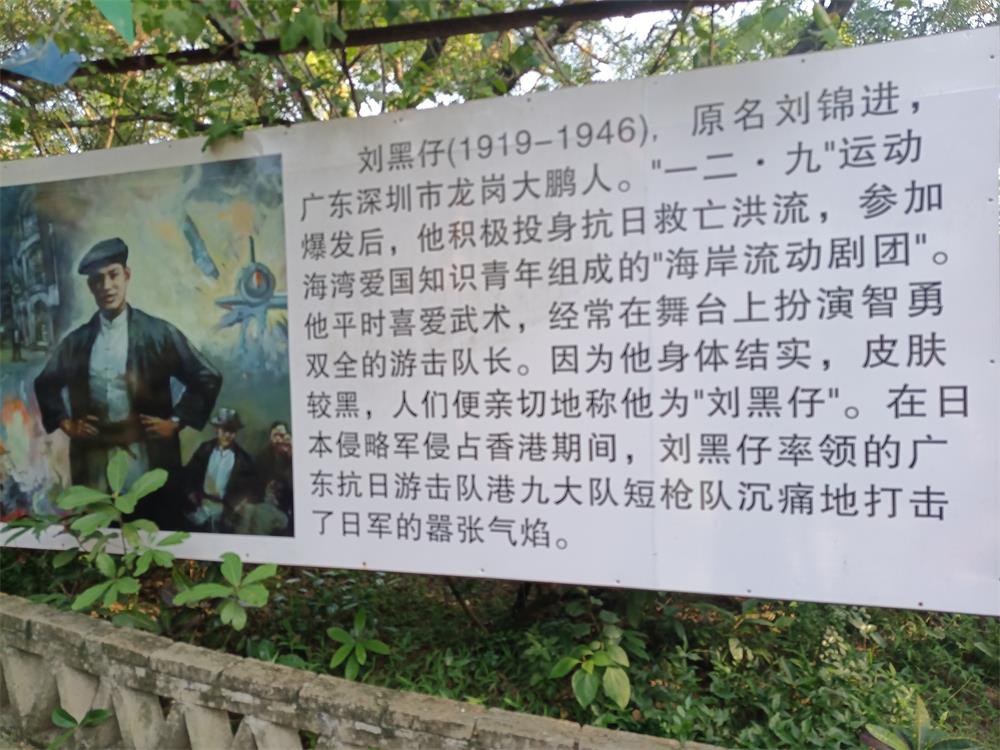 刘黑仔(1919-1946)，原名刘锦进，
广东深圳市龙岗大鹏人。"一二·九"运动
爆发后，他积极投身抗日救亡洪流，参加
海湾爱国知识青年组成的"海岸流动剧团"。
他平时喜爱武术，经常在舞台上扮演智勇
双全的游击队长。因为他身体结实，皮肤
较黑，人们便亲切地称他为"刘黑仔"。在日
本侵略军侵占香港期间，刘黑仔率领的广
东抗日游击队港九大队短枪队沉痛地打击
了日军的嚣张气焰。